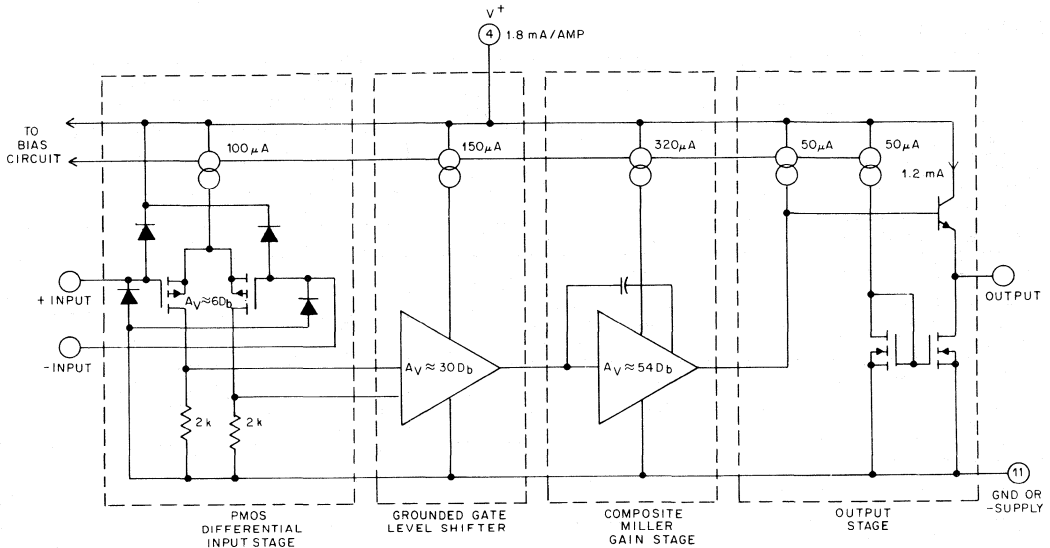 V+
4
1.8 mA/AMP
TO
BIAS
CIRCUIT
100μA
150μA
320μA
50μA
50μA
1.2 mA
+ INPUT
AV≈6Db
- INPUT
AV≈30Db
AV≈54Db
OUTPUT
2k
2k
11
GND OR
-SUPPLY
PMOS
DIFFERENTIAL
INPUT STAGE
GROUNDED GATE
LEVEL SHIFTER
COMPOSITE
MILLER
GAIN STAGE
OUTPUT
STAGE